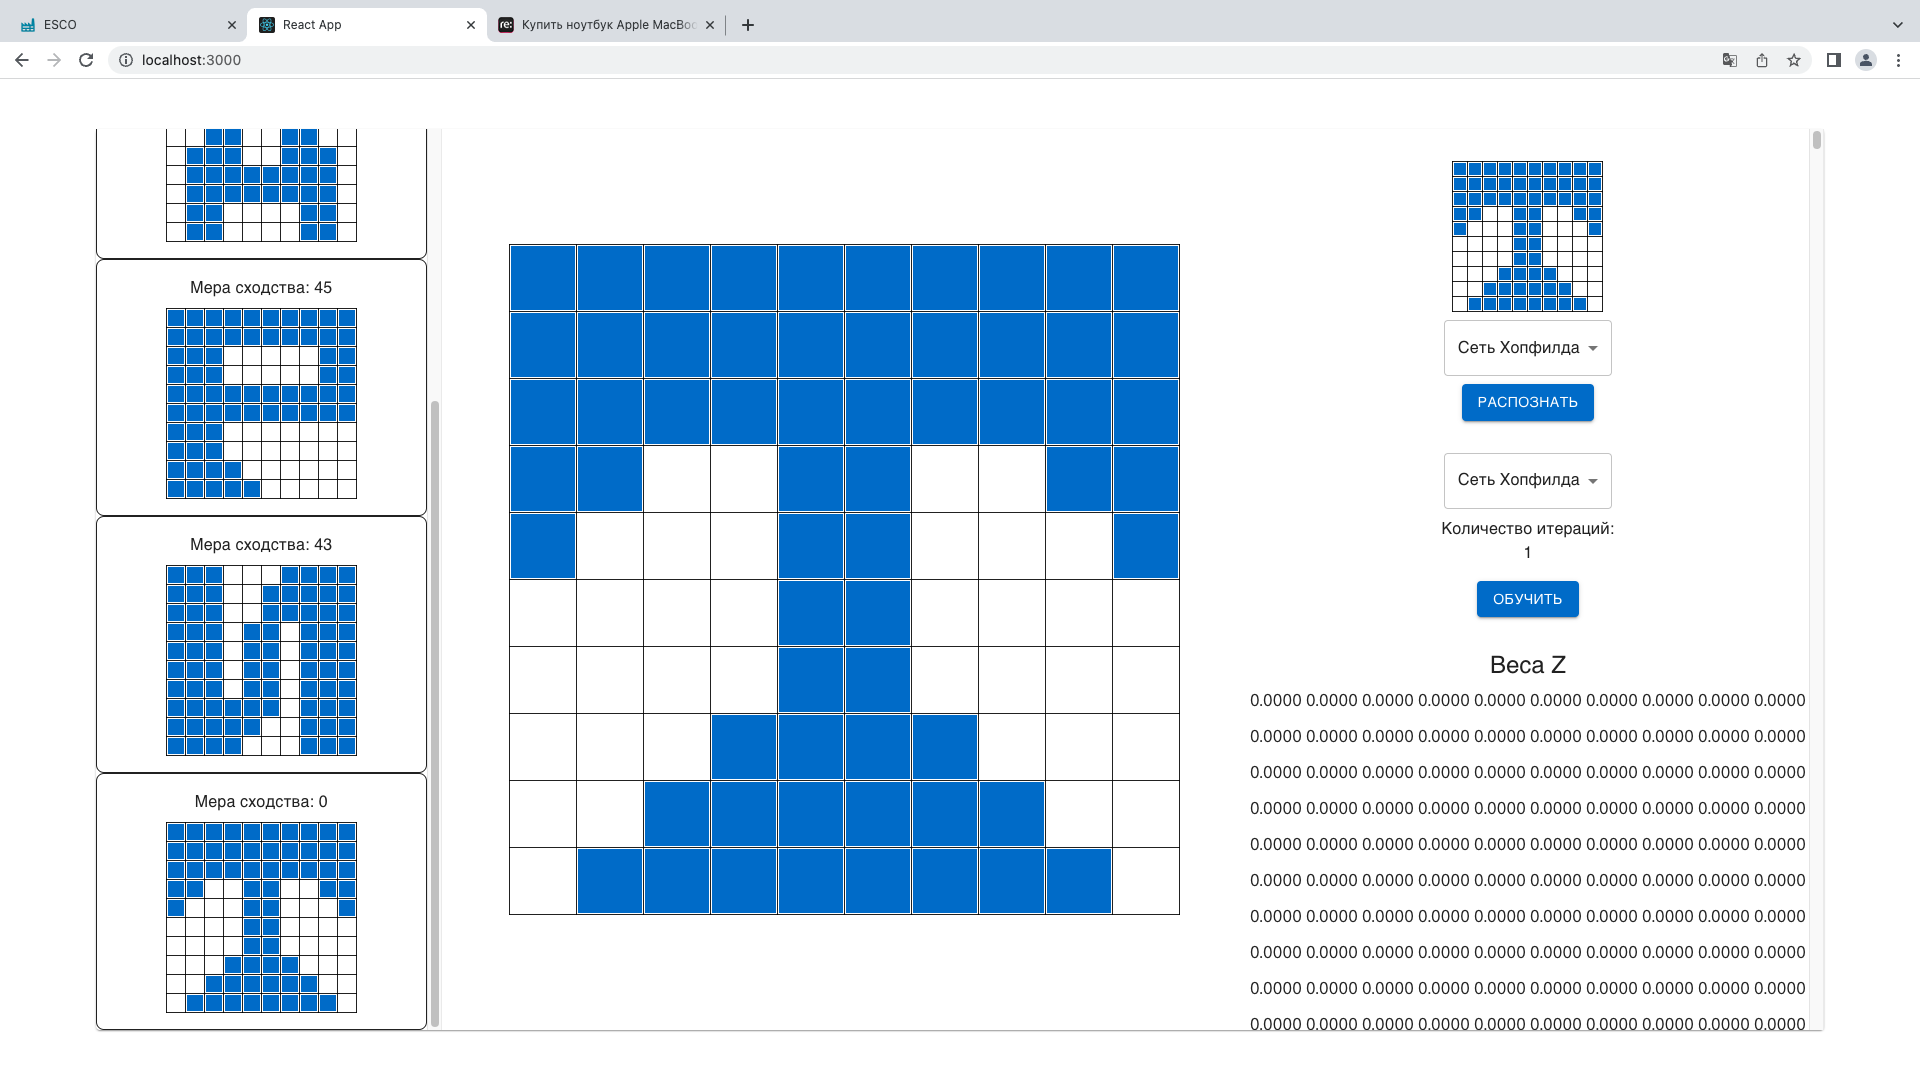 ESCO
React App
re:
Купить ноутбук Apple MacBo
localhost:3000
Мера сходства: 45
Мера сходства: 43
Мера сходства: 0
Сеть Хопфилда
РАСПОЗНАТЬ
Сеть Хопфилда
Количество итераций:
1
ОБУЧИТЬ
Веса Z
0.0000 0.0000 0.0000 0.0000 0.0000 0.0000 0.0000 0.0000 0.0000 0.0000
0.0000 0.0000 0.0000 0.0000 0.0000 0.0000 0.0000 0.0000 0.0000 0.0000
0.0000 0.0000 0.0000 0.0000 0.0000 0.0000 0.0000 0.0000 0.0000 0.0000
0.0000 0.0000 0.0000 0.0000 0.0000 0.0000 0.0000 0.0000 0.0000 0.0000
0.0000 0.0000 0.0000 0.0000 0.0000 0.0000 0.0000 0.0000 0.0000 0.0000
0.0000 0.0000 0.0000 0.0000 0.0000 0.0000 0.0000 0.0000 0.0000 0.0000
0.0000 0.0000 0.0000 0.0000 0.0000 0.0000 0.0000 0.0000 0.0000 0.0000
0.0000 0.0000 0.0000 0.0000 0.0000 0.0000 0.0000 0.0000 0.0000 0.0000
0.0000 0.0000 0.0000 0.0000 0.0000 0.0000 0.0000 0.0000 0.0000 0.0000
0.0000 0.0000 0.0000 0.0000 0.0000 0.0000 0.0000 0.0000 0.0000 0.0000